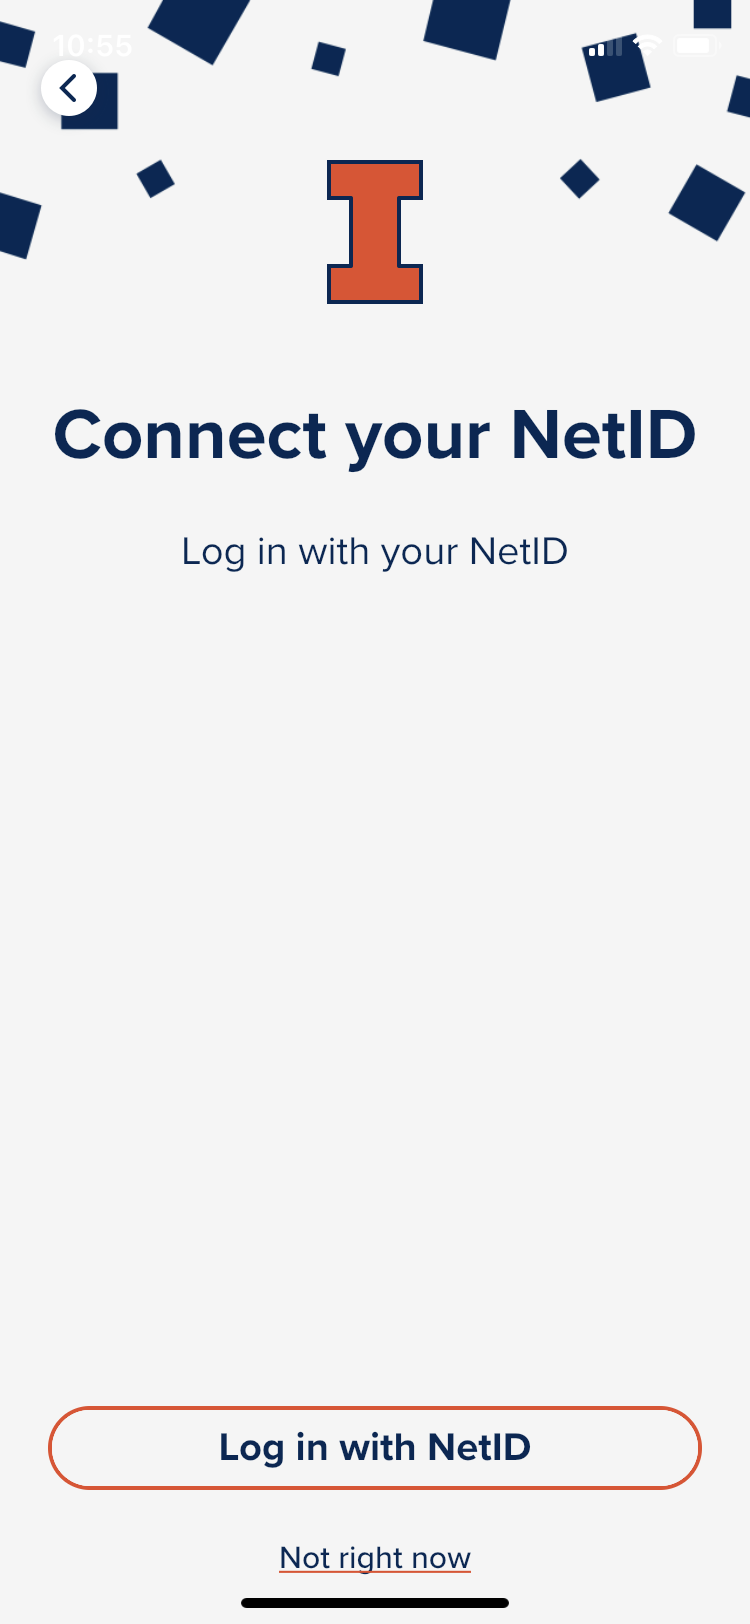 10:55
I
Connect your NetID
Log in with your NetID
Log in with NetID
Not right now